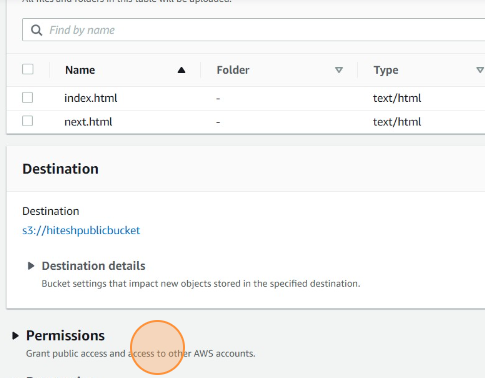 All files and folders in this table will be uploaded.
Find by name
Name Folder Type
index.html - text/html
next.html - text/html
Destination
Destination
s3://hiteshpublicbucket
Destination details
Bucket settings that impact new objects stored in the specified destination.
Permissions
Grant public access and access to other AWS accounts.